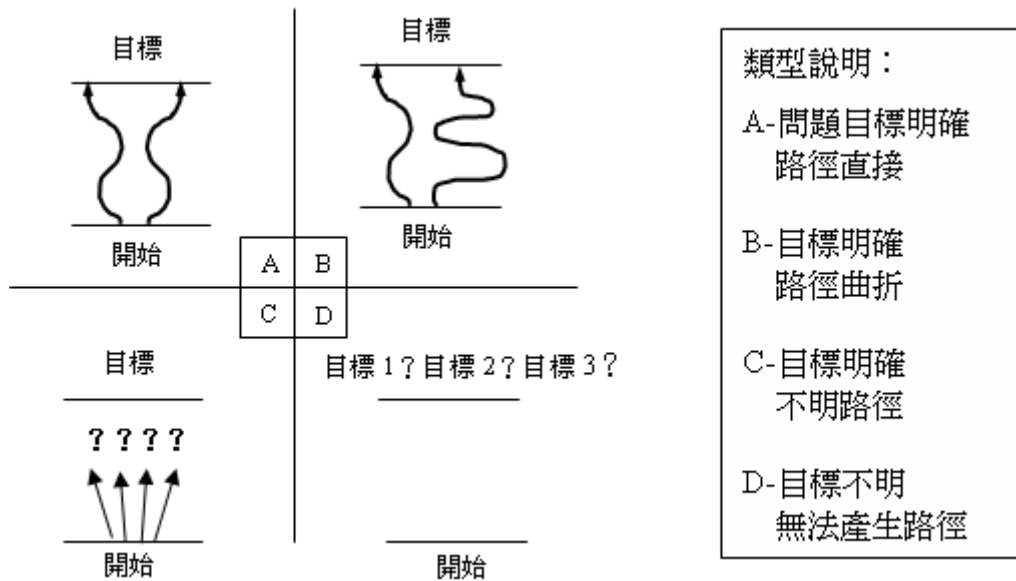 目標
開始
目標
開始
A B
C D
目標
? ? ? ?
開始
目標 1? 目標 2? 目標 3?
開始
類型說明：
A-問題目標明確
路徑直接
B-目標明確
路徑曲折
C-目標明確
不明路徑
D-目標不明
無法產生路徑